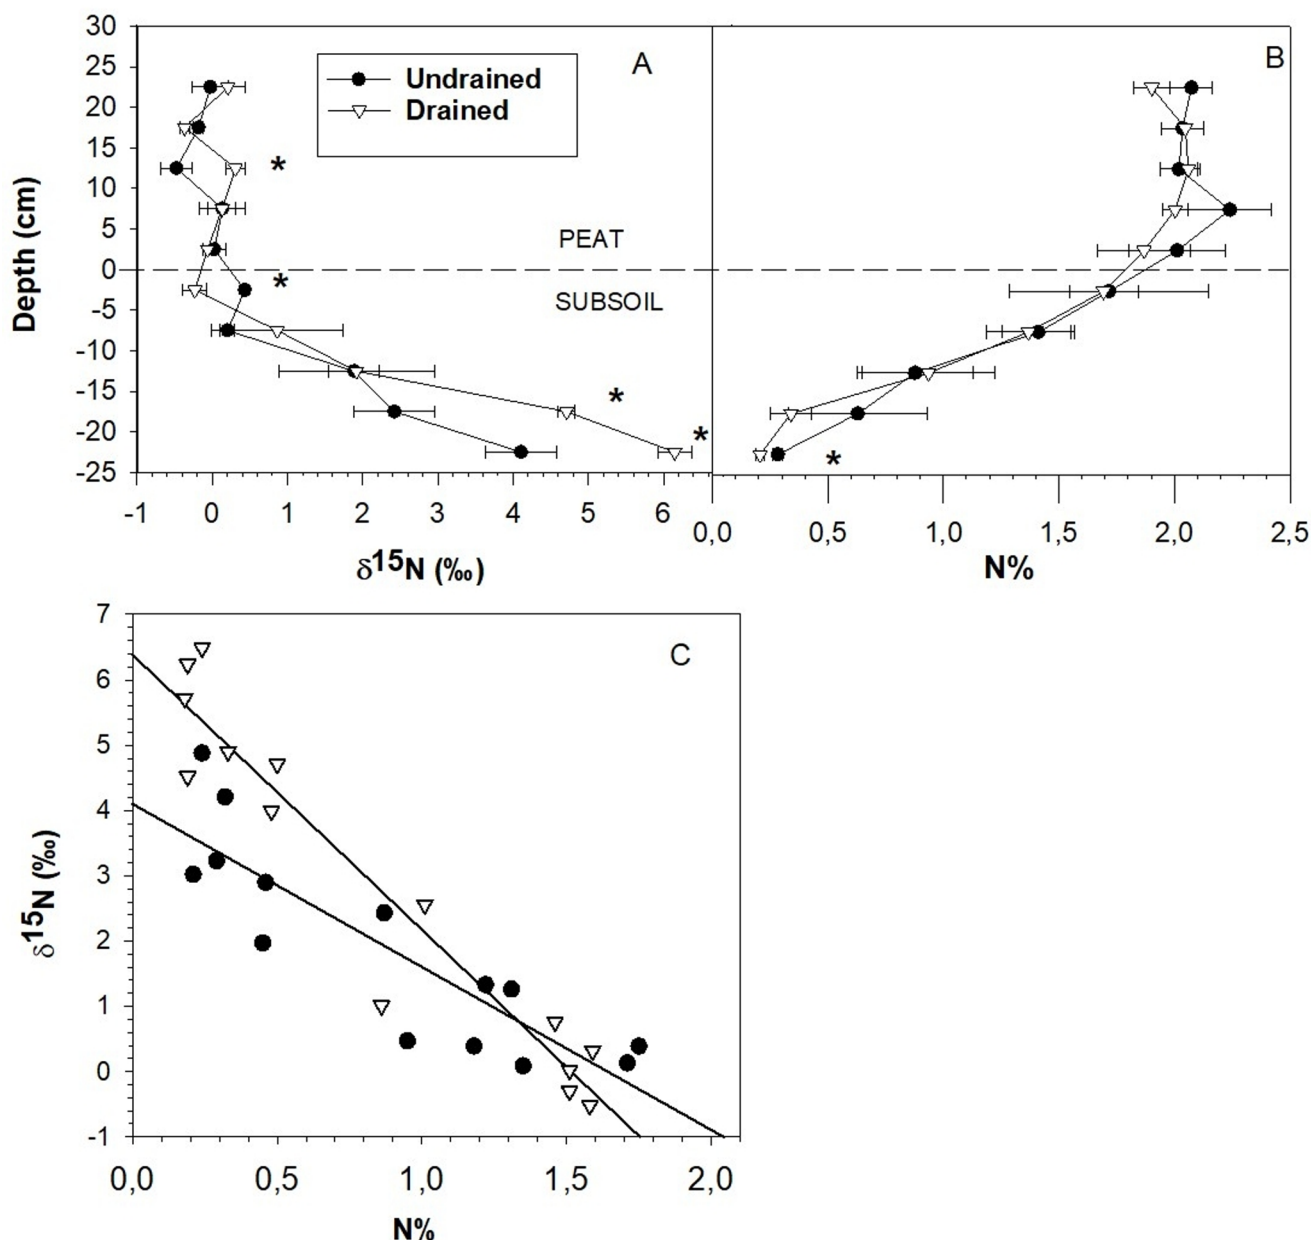 A
B
Undrained
Drained
30
25
20
15
10
5
0
-5
-10
-15
-20
-25
Depth (cm)
*
*
*
*
*
PEAT
SUBSOIL
-1 0 1 2 3 4 5 6
0,0 0,5 1,0 1,5 2,0 2,5
δ15N (‰)
N%
C
7
6
5
4
3
2
1
0
-1
δ15N (‰)
0,0 0,5 1,0 1,5 2,0
N%